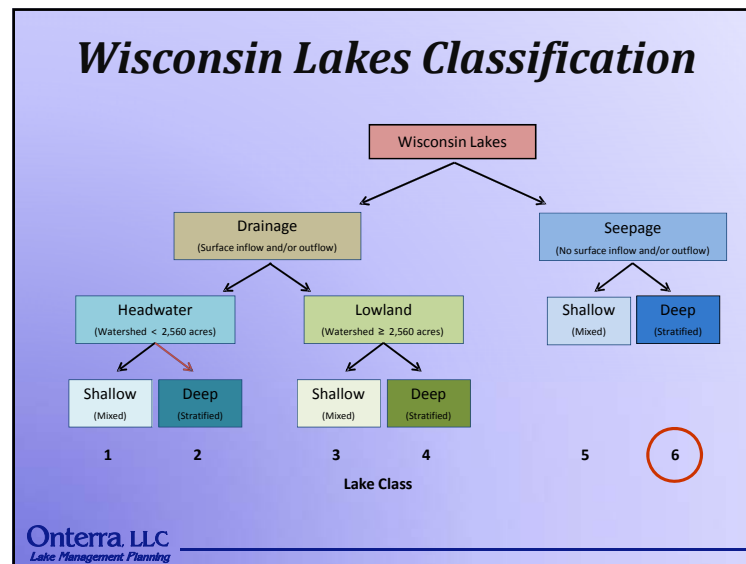 Wisconsin Lakes Classification
Wisconsin Lakes
Drainage
(Surface inflow and/or outflow)
Seepage
(No surface inflow and/or outflow)
Headwater
(Watershed < 2,560 acres)
Lowland
(Watershed ≥ 2,560 acres)
Shallow
(Mixed)
Deep
(Stratified)
Shallow
(Mixed)
Deep
(Stratified)
Shallow
(Mixed)
Deep
(Stratified)
1 2 3 4 5 6
Lake Class
Onterra, LLC
Lake Management Planning